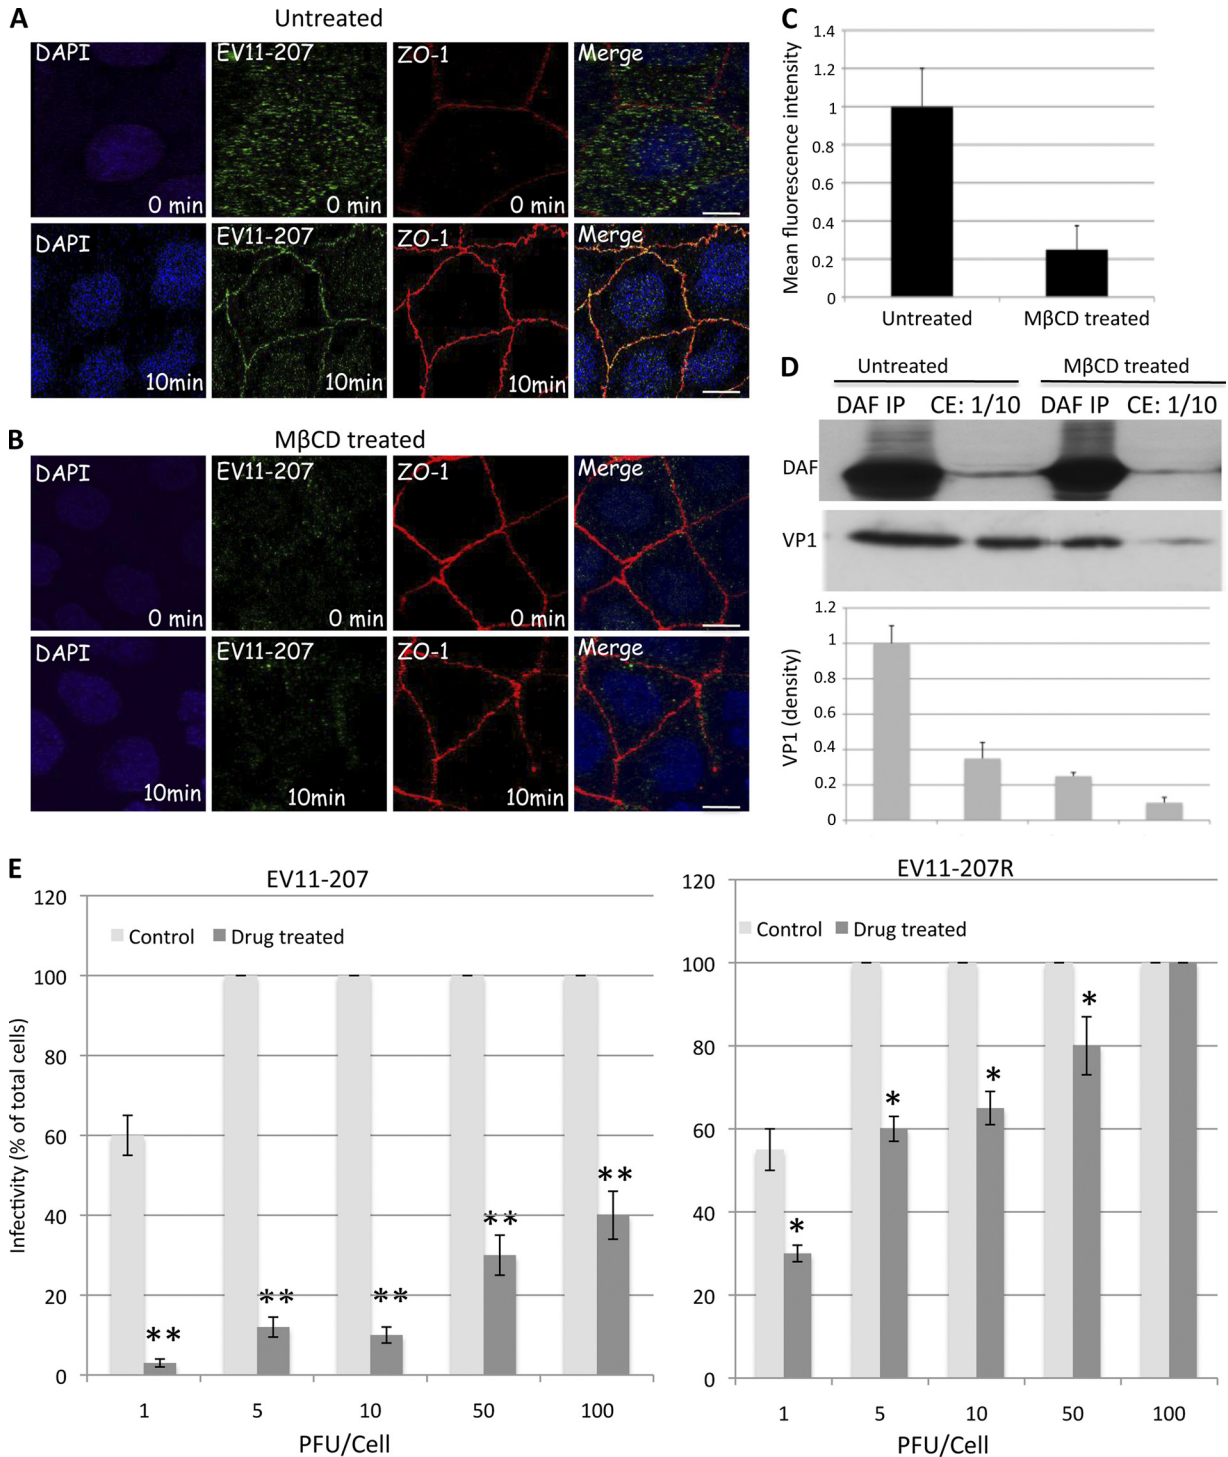 A
Untreated
DAPI
EV11-207
ZO-1
Merge
0 min
0 min
0 min
DAPI
EV11-207
ZO-1
Merge
10min
10min
10min
B
MβCD treated
DAPI
EV11-207
ZO-1
Merge
0 min
0 min
0 min
DAPI
EV11-207
ZO-1
Merge
10min
10min
10min
C
Mean fluorescence intensity
1.4
1.2
1
0.8
0.6
0.4
0.2
0
Untreated
MβCD treated
D
Untreated
MβCD treated
DAF IP
CE: 1/10
DAF IP
CE: 1/10
DAF
VP1
VP1 (density)
1.2
1
0.8
0.6
0.4
0.2
0
E
EV11-207
Control
Drug treated
Infectivity (% of total cells)
120
100
80
60
40
20
0
**
**
**
**
**
1
5
10
50
100
PFU/Cell
EV11-207R
Control
Drug treated
120
100
80
60
40
20
0
*
*
*
*
1
5
10
50
100
PFU/Cell